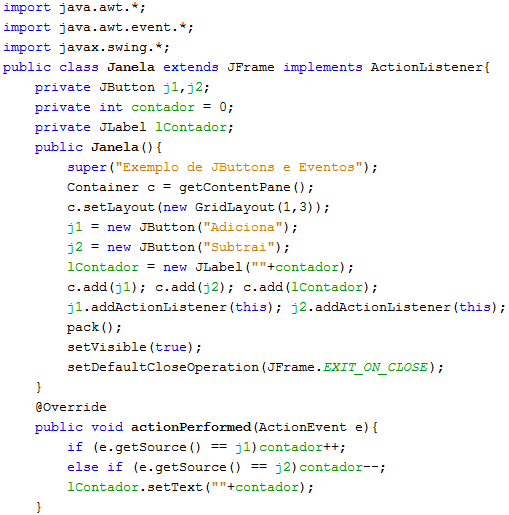 import java.awt.*;
import java.awt.event.*;
import javax.swing.*;
public class Janela extends JFrame implements ActionListener{
    private JButton j1,j2;
    private int contador = 0;
    private JLabel lContador;
    public Janela(){
        super("Exemplo de JButtons e Eventos");
        Container c = getContentPane();
        c.setLayout(new GridLayout(1,3));
        j1 = new JButton("Adiciona");
        j2 = new JButton("Subtrai");
        lContador = new JLabel(""+contador);
        c.add(j1); c.add(j2); c.add(lContador);
        j1.addActionListener(this); j2.addActionListener(this);
        pack();
        setVisible(true);
        setDefaultCloseOperation(JFrame.EXIT_ON_CLOSE);
    }
    @Override
    public void actionPerformed(ActionEvent e){
        if (e.getSource() == j1)contador++;
        else if (e.getSource() == j2)contador--;
        lContador.setText(""+contador);
    }